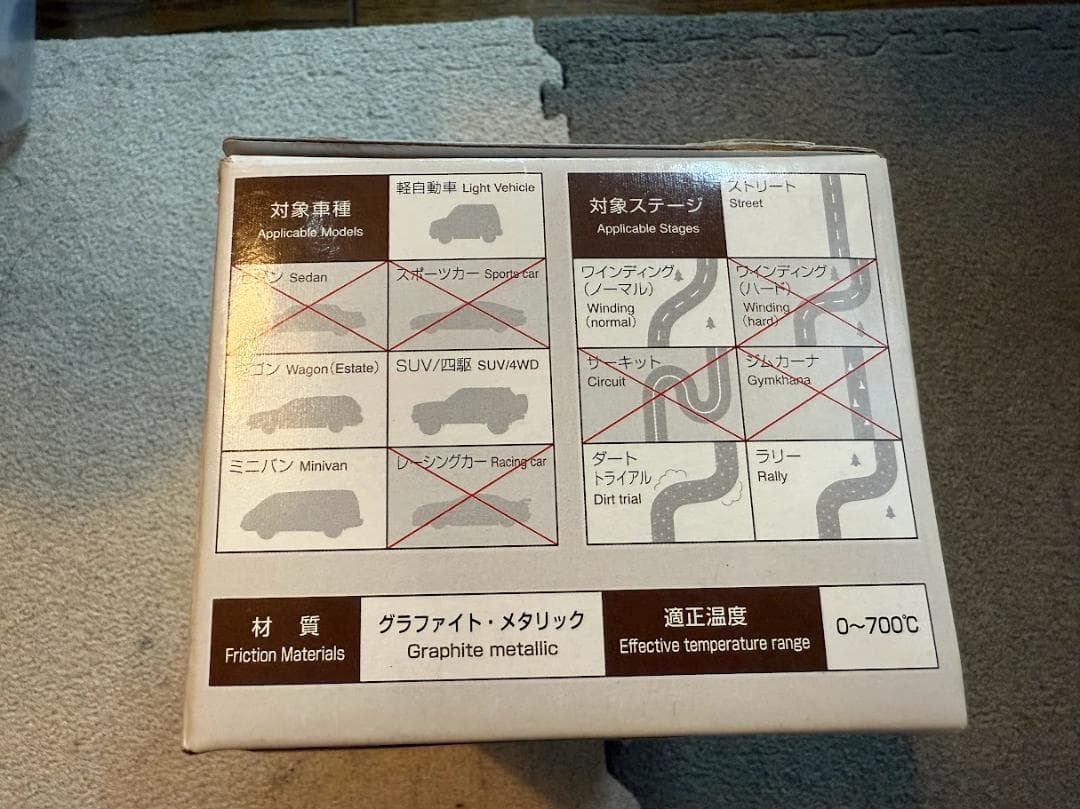 対象車種
Applicable Models
軽自動車 Light Vehicle
セダン Sedan
スポーツカー Sports car
ワゴン Wagon(Estate)
SUV/四駆 SUV/4WD
ミニバン Minivan
レーシングカー Racing car
対象ステージ
Applicable Stages
ストリート
Street
ワインディング
(ノーマル)
Winding
(normal)
ワインディング
(ハード)
Winding
(hard)
サーキット
Circuit
ジムカーナ
Gymkhana
ダート
トライアル
Dirt trial
ラリー
Rally
材 質
Friction Materials
グラファイト・メタリック
Graphite metallic
適正温度
Effective temperature range
0〜700℃